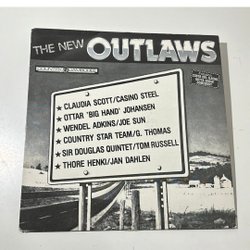 THE NEW OUTLAWS
★ CLAUDIA SCOTT/CASINO STEEL
★ OTTAR 'BIG HAND' JOHANSEN
★ WENDEL ADKINS/JOE SUN
★ COUNTRY STAR TEAM/G. THOMAS
★ SIR DOUGLAS QUINTET/TOM RUSSELL
★ THORE HENKI/JAN DAHLEN